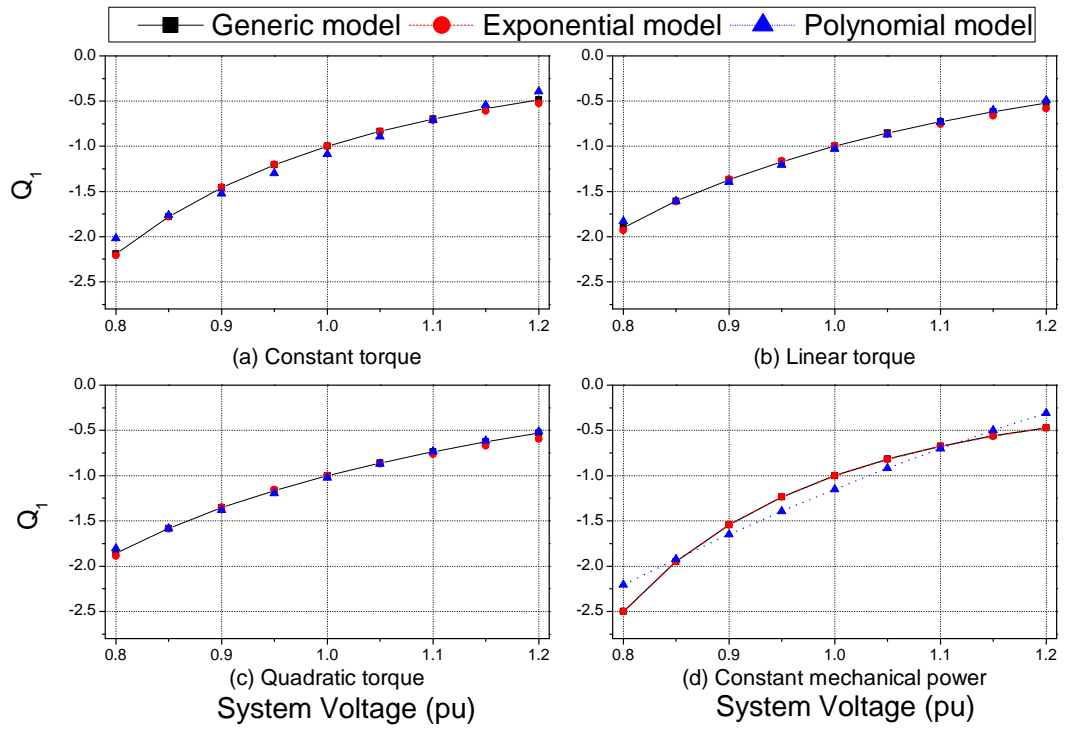 Generic model Exponential model Polynomial model
0.0 0.0
-0.5 -0.5
-1.0 -1.0
Q1 -1.5 -1.5
-2.0 -2.0
-2.5 -2.5
0.8 0.9 1.0 1.1 1.2 0.8 0.9 1.0 1.1 1.2
(a) Constant torque (b) Linear torque
0.0 0.0
-0.5 -0.5
-1.0 -1.0
Q1 -1.5 -1.5
-2.0 -2.0
-2.5 -2.5
0.8 0.9 1.0 1.1 1.2 0.8 0.9 1.0 1.1 1.2
(c) Quadratic torque (d) Constant mechanical power
System Voltage (pu) System Voltage (pu)